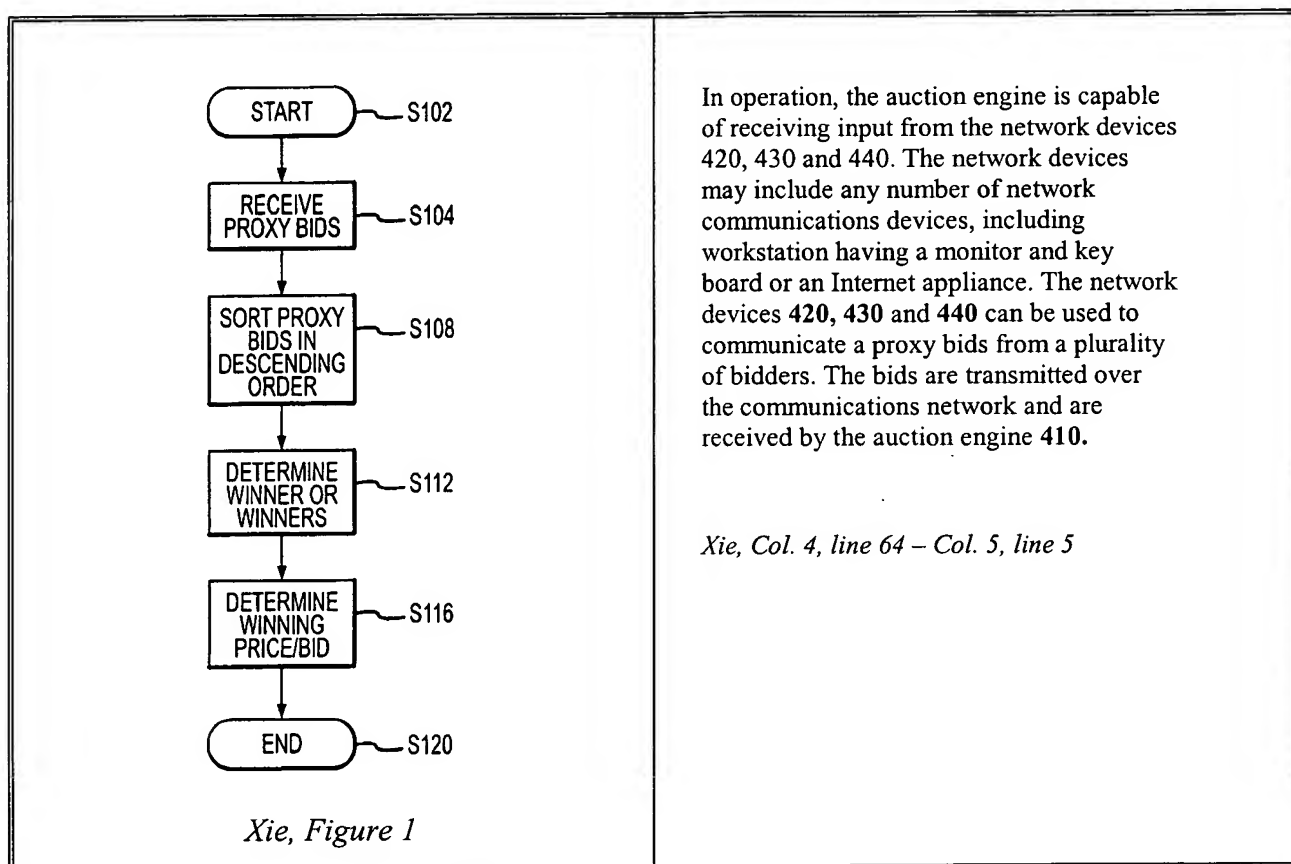 START
S102
RECEIVE
PROXY BIDS
S104
SORT PROXY
BIDS IN
DESCENDING
ORDER
S108
DETERMINE
WINNER OR
WINNERS
S112
DETERMINE
WINNING
PRICE/BID
S116
END
S120
Xie, Figure 1
In operation, the auction engine is capable
of receiving input from the network devices
420, 430 and 440. The network devices
may include any number of network
communications devices, including
workstation having a monitor and key
board or an Internet appliance. The network
devices 420, 430 and 440 can be used to
communicate a proxy bids from a plurality
of bidders. The bids are transmitted over
the communications network and are
received by the auction engine 410.
Xie, Col. 4, line 64 – Col. 5, line 5